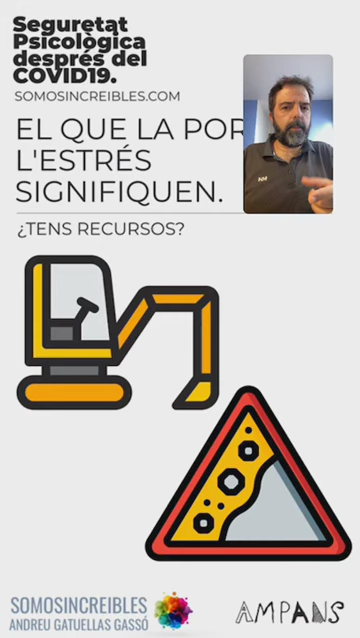 Seguretat
Psicològica
després del
COVID19.
SOMOSINCREIBLES.COM
EL QUE LA POR
L'ESTRÉS
SIGNIFIQUEN.
¿TENS RECURSOS?
SOMOSINCREIBLES
ANDREU GATUELLAS GASSÓ
AMPANS